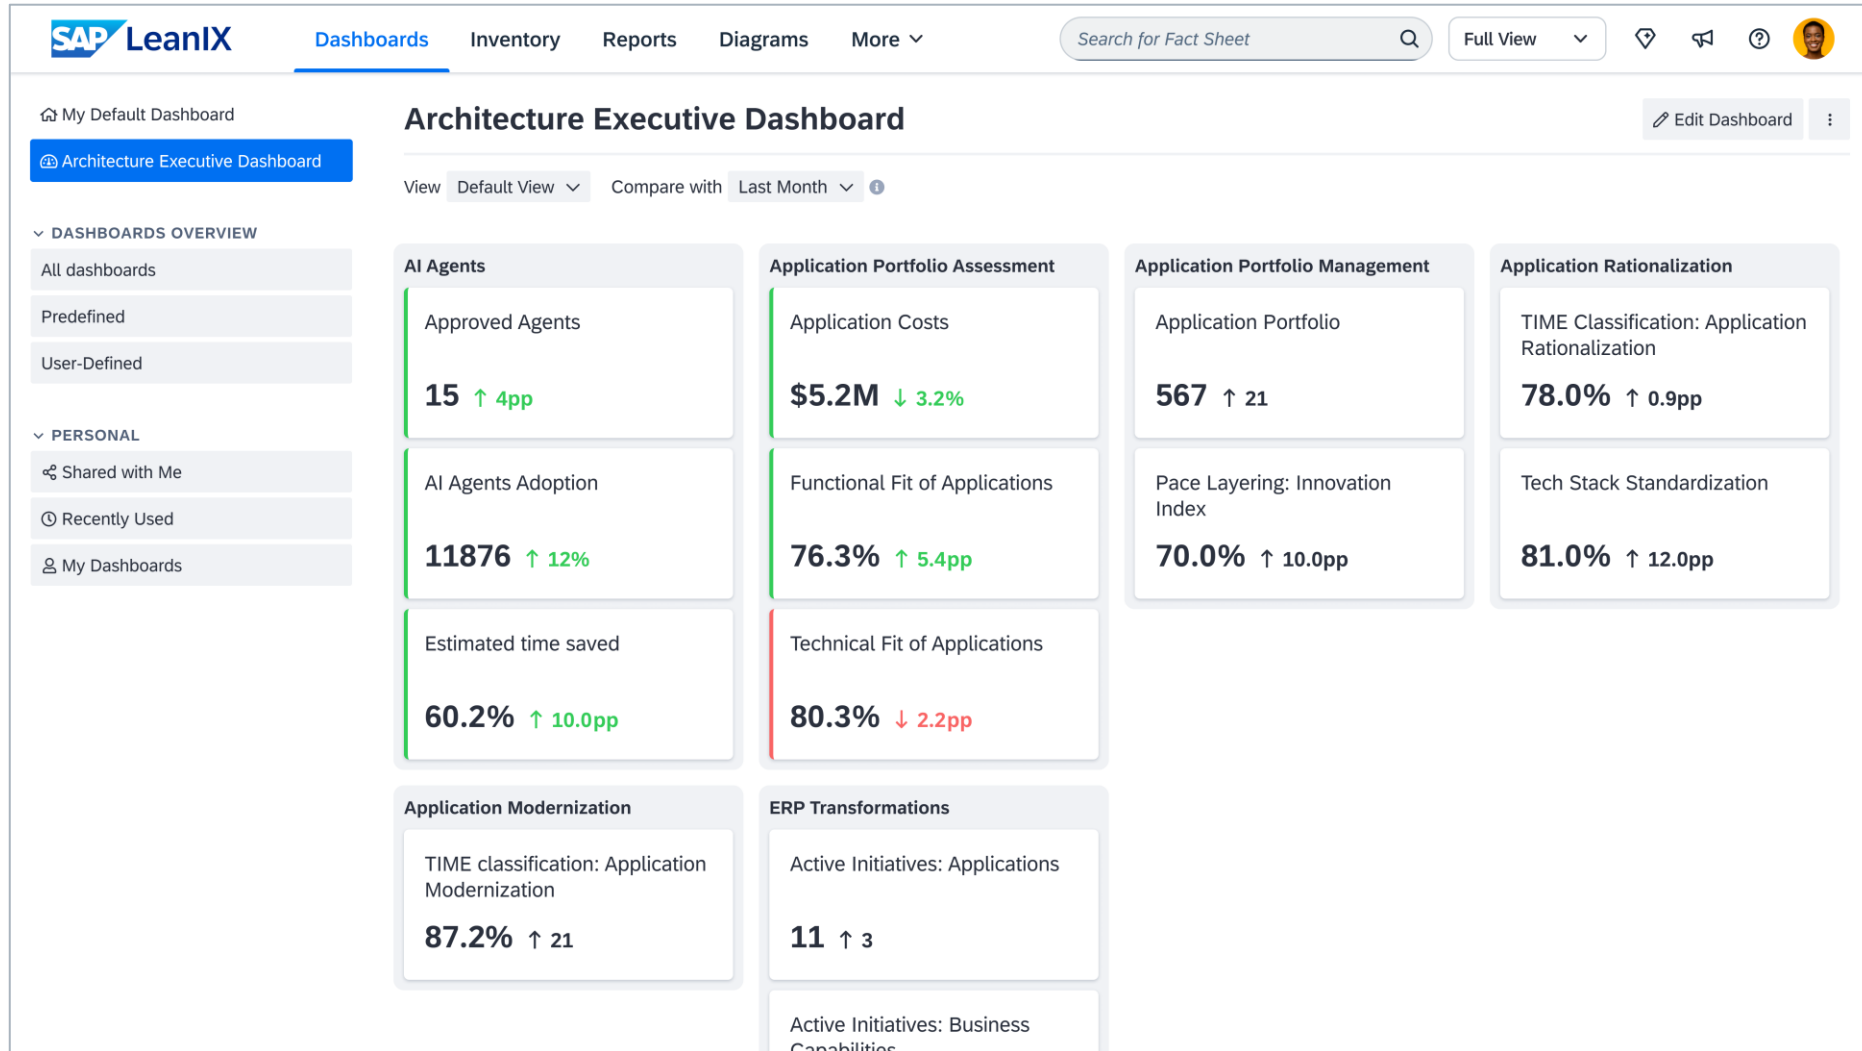 SAP LeanIX
Dashboards Inventory Reports Diagrams More
Search for Fact Sheet
Full View
My Default Dashboard
Architecture Executive Dashboard
DASHBOARDS OVERVIEW
All dashboards
Predefined
User-Defined
PERSONAL
Shared with Me
Recently Used
My Dashboards
Architecture Executive Dashboard
Edit Dashboard
View Default View Compare with Last Month
AI Agents
Approved Agents
15 ↑ 4pp
AI Agents Adoption
11876 ↑ 12%
Estimated time saved
60.2% ↑ 10.0pp
Application Portfolio Assessment
Application Costs
$5.2M ↓ 3.2%
Functional Fit of Applications
76.3% ↑ 5.4pp
Technical Fit of Applications
80.3% ↓ 2.2pp
Application Portfolio Management
Application Portfolio
567 ↑ 21
Pace Layering: Innovation
Index
70.0% ↑ 10.0pp
Application Rationalization
TIME Classification: Application
Rationalization
78.0% ↑ 0.9pp
Tech Stack Standardization
81.0% ↑ 12.0pp
Application Modernization
TIME classification: Application
Modernization
87.2% ↑ 21
ERP Transformations
Active Initiatives: Applications
11 ↑ 3
Active Initiatives: Business
Capabilities